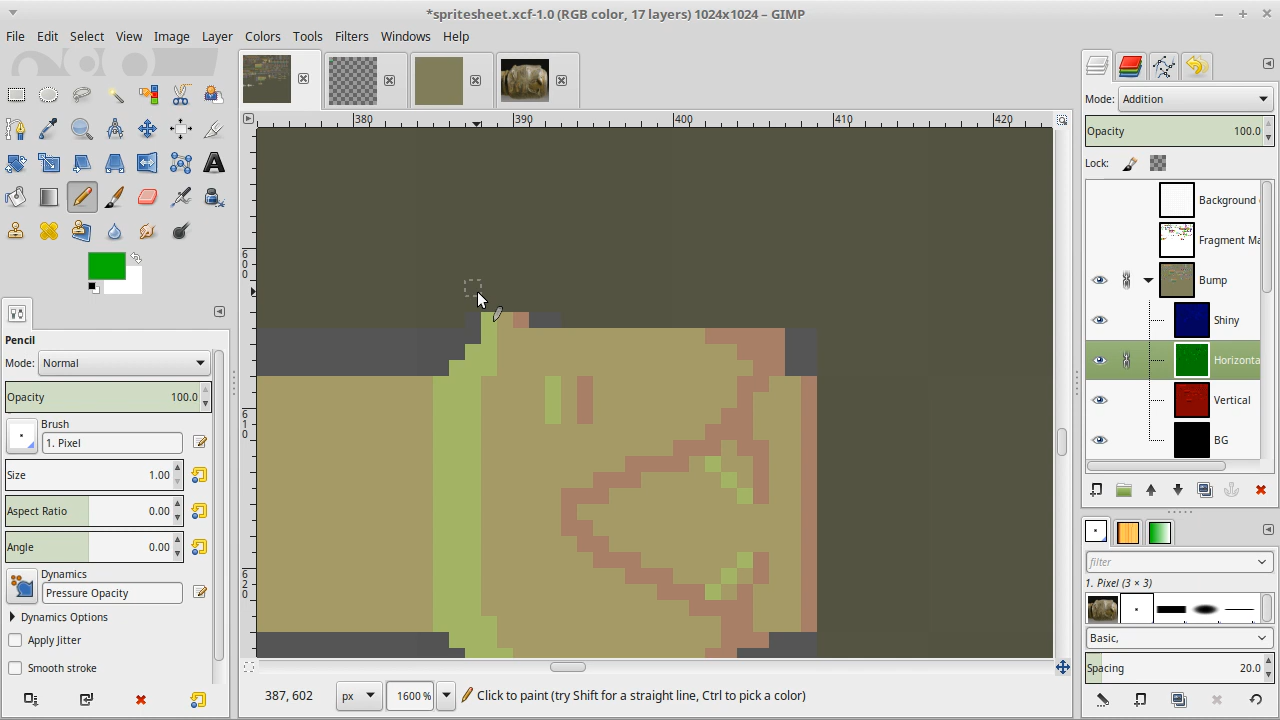 *spritesheet.xcf-1.0 (RGB color, 17 layers) 1024x1024 – GIMP
File Edit Select View Image Layer Colors Tools Filters Windows Help
380 390 400 410 420
Mode: Addition
Opacity 100.0
Lock:
Background
Fragment Ma
Bump
Shiny
Horizonta
Vertical
BG
600
610
620
Pencil
Mode: Normal
Opacity 100.0
Brush
1. Pixel
Size 1.00
Aspect Ratio 0.00
Angle 0.00
Dynamics
Pressure Opacity
Dynamics Options
Apply Jitter
Smooth stroke
filter
1. Pixel (3 × 3)
Basic,
Spacing 20.0
387, 602 px 1600 % Click to paint (try Shift for a straight line, Ctrl to pick a color)